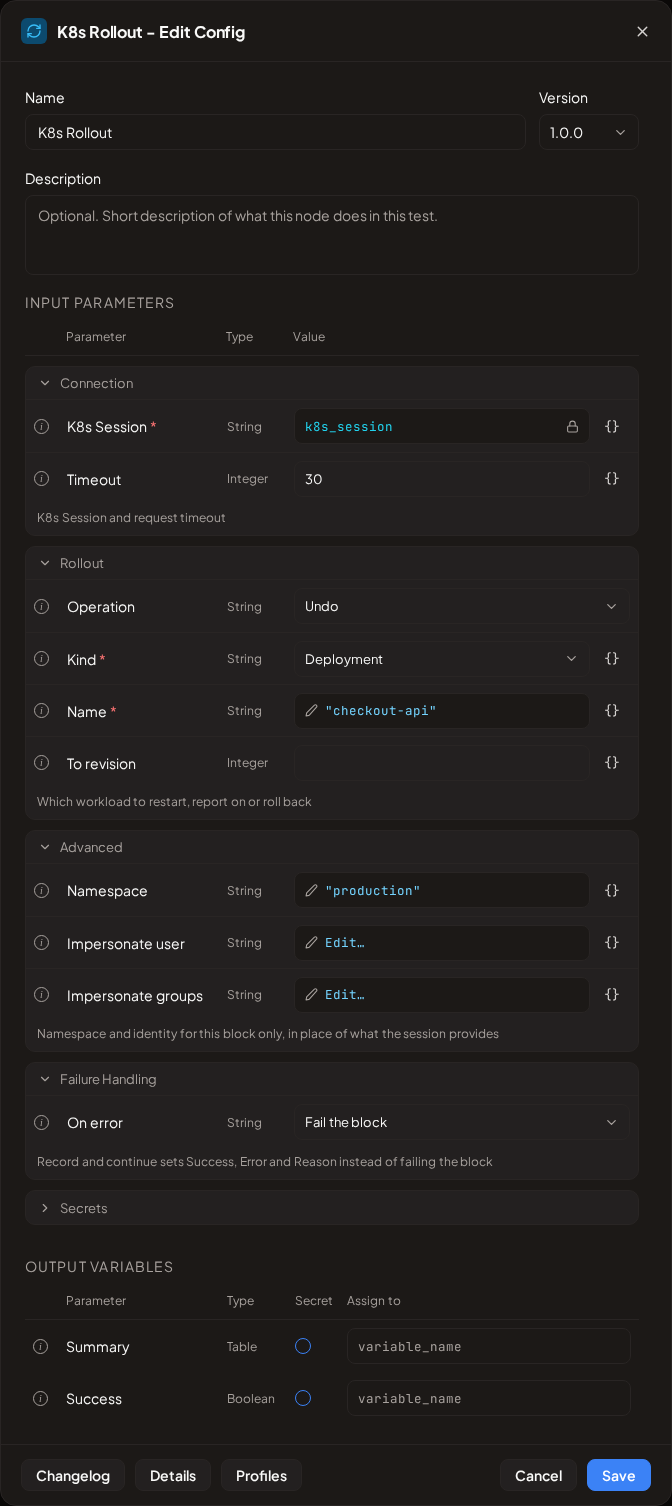 K8s Rollout - Edit Config
Name
Version
K8s Rollout
1.0.0
Description
Optional. Short description of what this node does in this test.
INPUT PARAMETERS
Parameter Type Value
Connection
K8s Session * String k8s_session {}
Timeout Integer 30 {}
K8s Session and request timeout
Rollout
Operation String Undo
Kind * String Deployment {}
Name * String "checkout-api" {}
To revision Integer {}
Which workload to restart, report on or roll back
Advanced
Namespace String "production" {}
Impersonate user String Edit… {}
Impersonate groups String Edit… {}
Namespace and identity for this block only, in place of what the session provides
Failure Handling
On error String Fail the block
Record and continue sets Success, Error and Reason instead of failing the block
Secrets
OUTPUT VARIABLES
Parameter Type Secret Assign to
Summary Table variable_name
Success Boolean variable_name
Changelog Details Profiles Cancel Save